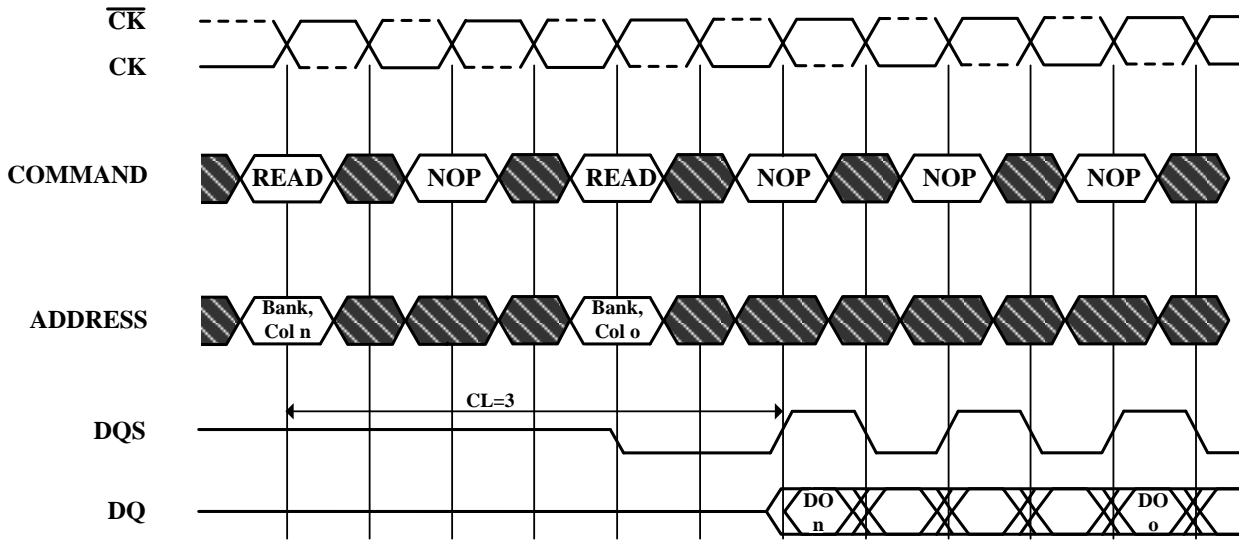 CK
CK
COMMAND
READ
NOP
READ
NOP
NOP
NOP
ADDRESS
Bank,
Col n
Bank,
Col o
CL=3
DQS
DQ
DO
n
DO
o